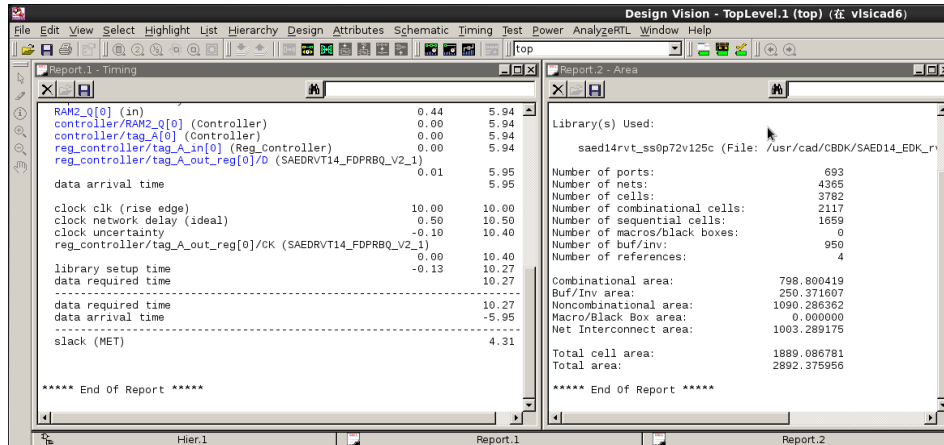 Design Vision - TopLevel.1 (top) (在 vlsicad6)
File Edit View Select Highlight List Hierarchy Design Attributes Schematic Timing Test Power AnalyzeRTL Window Help
top
Report.1 - Timing
RAM2_Q[0] (in) 0.44 5.94
controller/RAM2_Q[0] (Controller) 0.00 5.94
controller/tag_A[0] (Controller) 0.00 5.94
reg_controller/tag_A_in[0] (Reg_Controller) 0.00 5.94
reg_controller/tag_A_out_reg[0]/D (SAEDRVT14_FDPRBQ_V2_1)
0.01 5.95
data arrival time 5.95
clock clk (rise edge) 10.00 10.00
clock network delay (ideal) 0.50 10.50
clock uncertainty -0.10 10.40
reg_controller/tag_A_out_reg[0]/CK (SAEDRVT14_FDPRBQ_V2_1)
0.00 10.40
library setup time -0.13 10.27
data required time 10.27
data required time 10.27
data arrival time -5.95
slack (MET) 4.31
***** End Of Report *****
Report.2 - Area
Library(s) Used:
saed14rvt_ss0p72v125c (File: /usr/cad/CBDK/SAED14_EDK_rv
Number of ports: 693
Number of nets: 4365
Number of cells: 3782
Number of combinational cells: 2117
Number of sequential cells: 1659
Number of macros/black boxes: 0
Number of buf/inv: 950
Number of references: 4
Combinational area: 798.800419
Buf/Inv area: 250.371607
Noncombinational area: 1090.286362
Macro/Black Box area: 0.000000
Net Interconnect area: 1003.289175
Total cell area: 1889.086781
Total area: 2892.375956
***** End Of Report *****
Hier.1 Report.1 Report.2